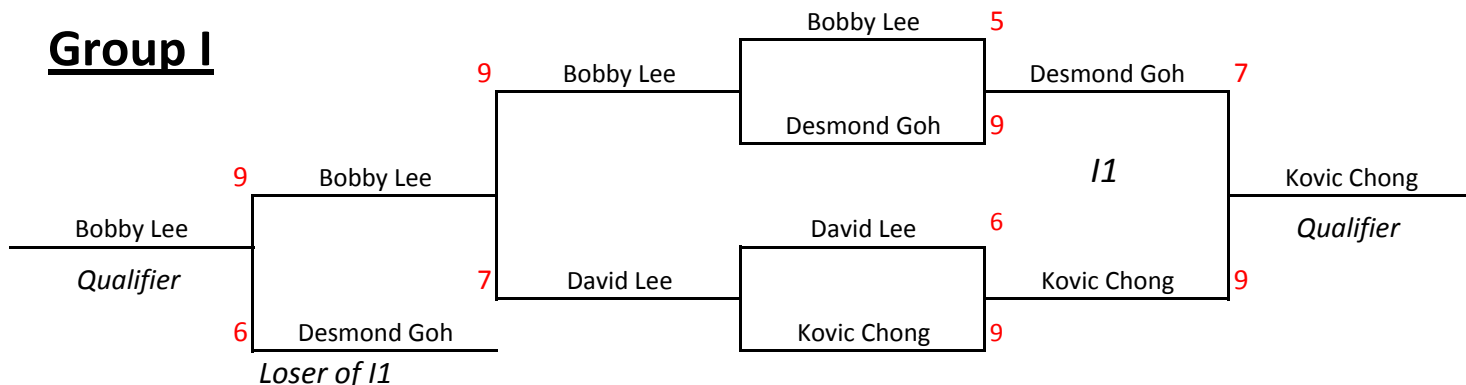 Group I
Bobby Lee 5
9 Bobby Lee Desmond Goh 7
Desmond Goh 9
9 Bobby Lee I1 Kovic Chong
Bobby Lee David Lee 6 Qualifier
Qualifier 7 David Lee Kovic Chong 9
6 Desmond Goh Kovic Chong 9
Loser of I1